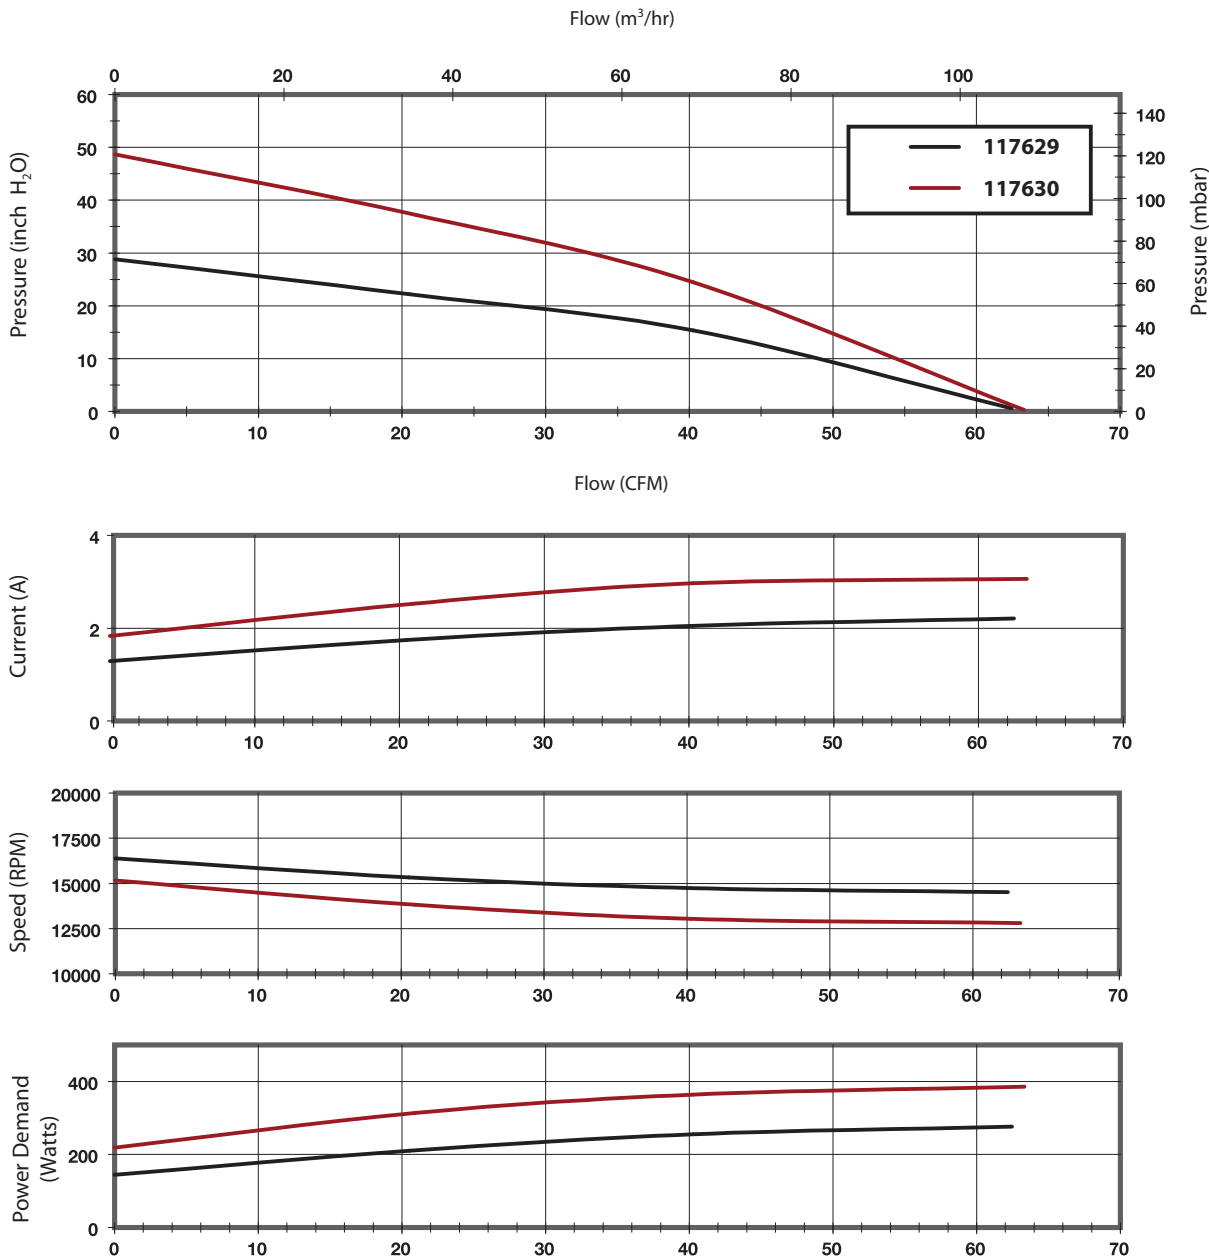 Flow (m³/hr)
0 20 40 60 80 100
60
50
40
30
20
10
0
Pressure (inch H₂O)
140
120
100
80
60
40
20
0
Pressure (mbar)
117629
117630
0 10 20 30 40 50 60 70
Flow (CFM)
Current (A)
4
2
0
0 10 20 30 40 50 60 70
Speed (RPM)
20000
17500
15000
12500
10000
0 10 20 30 40 50 60 70
Power Demand
(Watts)
400
200
0
0 10 20 30 40 50 60 70